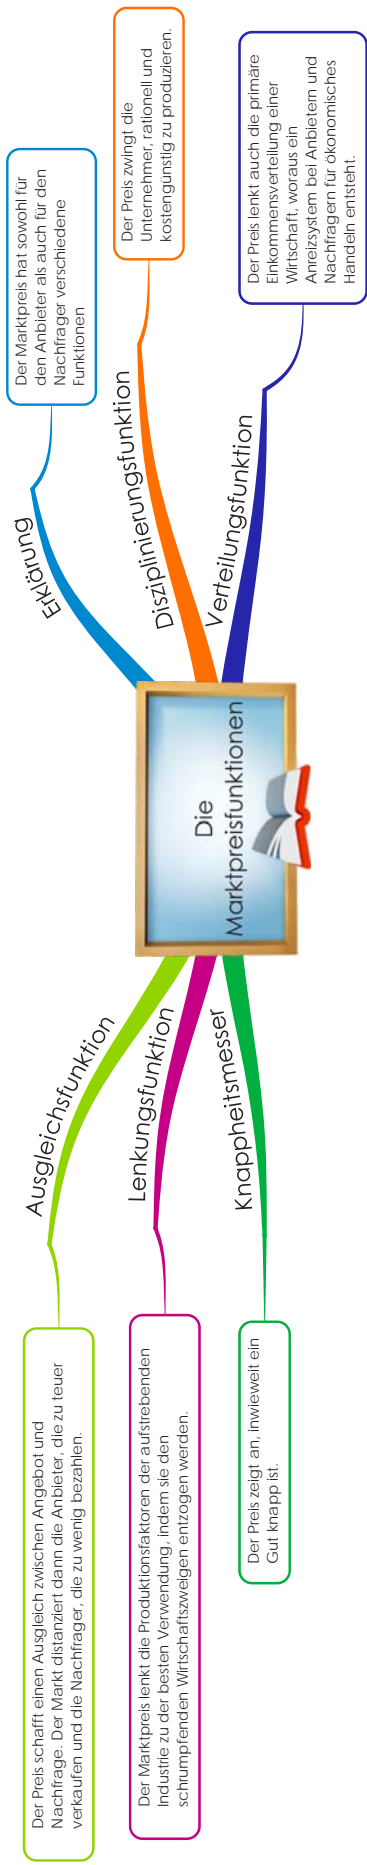 Die
Marktpreisfunktionen
Erklärung
Der Marktpreis hat sowohl für
den Anbieter als auch für den
Nachfrager verschiedene
Funktionen
Disziplinierungsfunktion
Der Preis zwingt die
Unternehmer, rationell und
kostengünstig zu produzieren.
Verteilungsfunktion
Der Preis lenkt auch die primäre
Einkommensverteilung einer
Wirtschaft, woraus ein
Anreizsystem bei Anbietern und
Nachfragern für ökonomisches
Handeln entsteht.
Ausgleichsfunktion
Der Preis schafft einen Ausgleich zwischen Angebot und
Nachfrage. Der Markt distanziert dann die Anbieter, die zu teuer
verkaufen und die Nachfrager, die zu wenig bezahlen.
Lenkungsfunktion
Der Marktpreis lenkt die Produktionsfaktoren der aufstrebenden
Industrie zu der besten Verwendung, indem sie den
schrumpfenden Wirtschaftszweigen entzogen werden.
Knappheitsmesser
Der Preis zeigt an, inwieweit ein
Gut knapp ist.